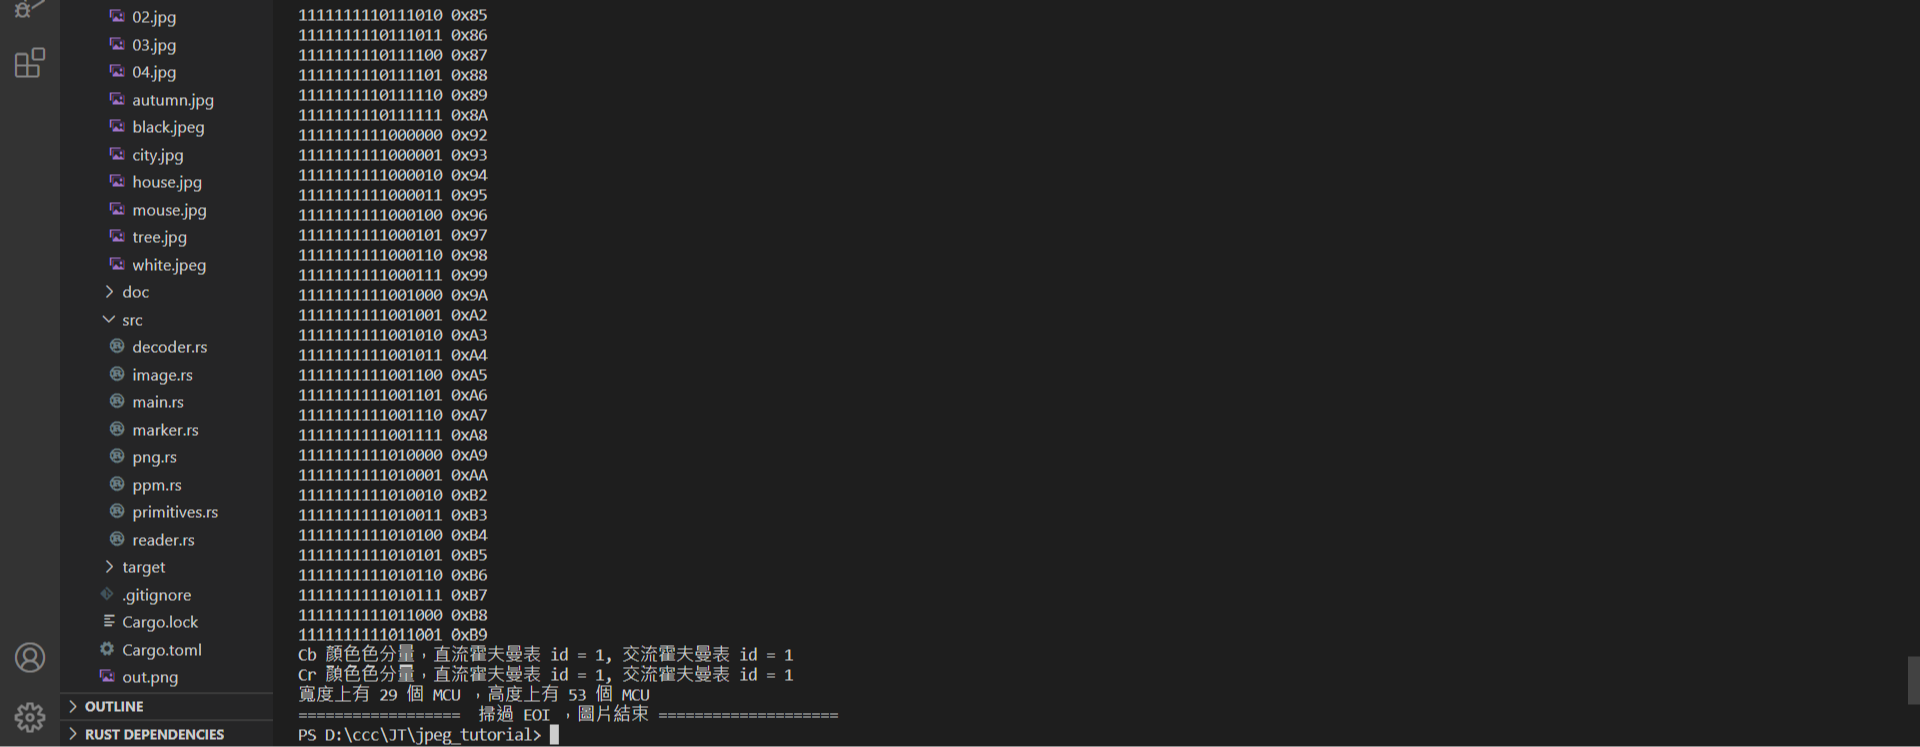 02.jpg
03.jpg
04.jpg
autumn.jpg
black.jpeg
city.jpg
house.jpg
mouse.jpg
tree.jpg
white.jpeg
doc
src
decoder.rs
image.rs
main.rs
marker.rs
png.rs
ppm.rs
primitives.rs
reader.rs
target
.gitignore
Cargo.lock
Cargo.toml
out.png
OUTLINE
RUST DEPENDENCIES
1111111110111010 0x85
1111111110111011 0x86
1111111110111100 0x87
1111111110111101 0x88
1111111110111110 0x89
1111111110111111 0x8A
1111111111000000 0x92
1111111111000001 0x93
1111111111000010 0x94
1111111111000011 0x95
1111111111000100 0x96
1111111111000101 0x97
1111111111000110 0x98
1111111111000111 0x99
1111111111001000 0x9A
1111111111001001 0xA2
1111111111001010 0xA3
1111111111001011 0xA4
1111111111001100 0xA5
1111111111001101 0xA6
1111111111001110 0xA7
1111111111001111 0xA8
1111111111010000 0xA9
1111111111010001 0xAA
1111111111010010 0xB2
1111111111010011 0xB3
1111111111010100 0xB4
1111111111010101 0xB5
1111111111010110 0xB6
1111111111010111 0xB7
1111111111011000 0xB8
1111111111011001 0xB9
Cb 顏色色分量，直流霍夫曼表 id = 1, 交流霍夫曼表 id = 1
Cr 顏色色分量，直流霍夫曼表 id = 1, 交流霍夫曼表 id = 1
寬度上有 29 個 MCU ，高度上有 53 個 MCU
================== 掃過 EOI ，圖片結束 ====================
PS D:\ccc\JT\jpeg_tutorial>